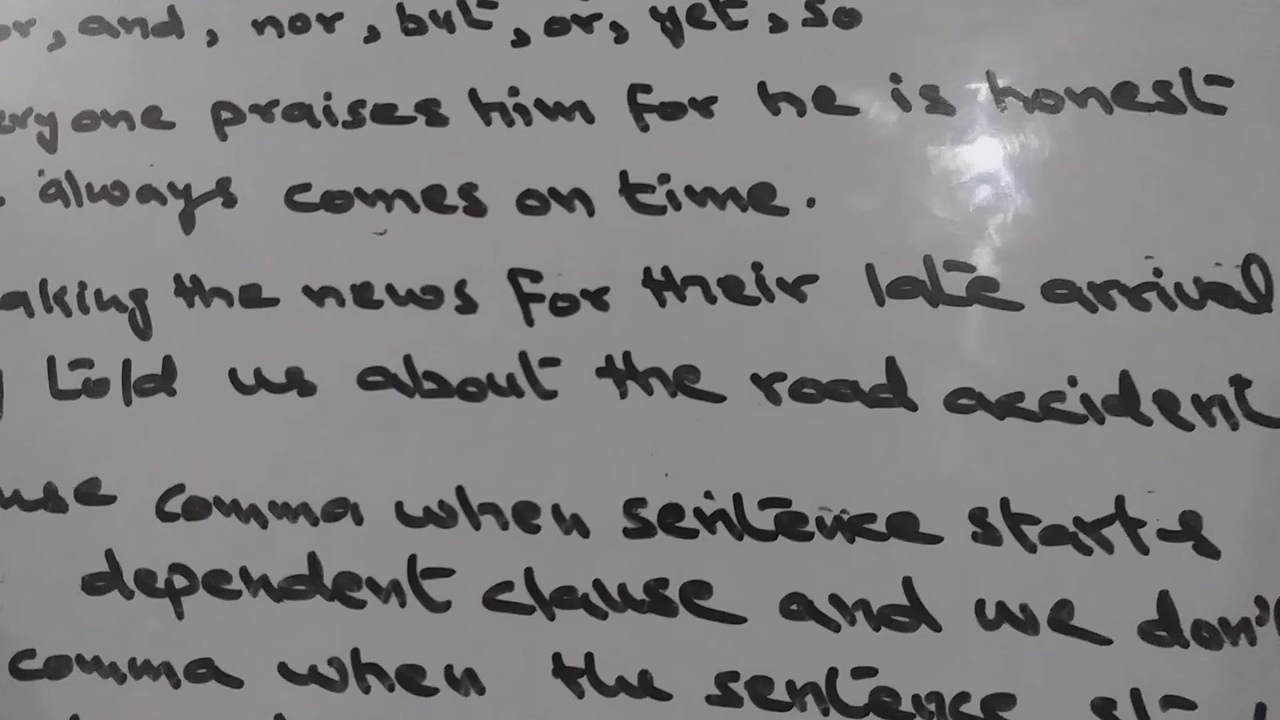 and, nor, but, or, yet, so
praises him for he is honest
always comes on time.
the news for their late arrival
told us about the road accident
comma when sentence starts
dependent clause and we don't
comma when the sentence